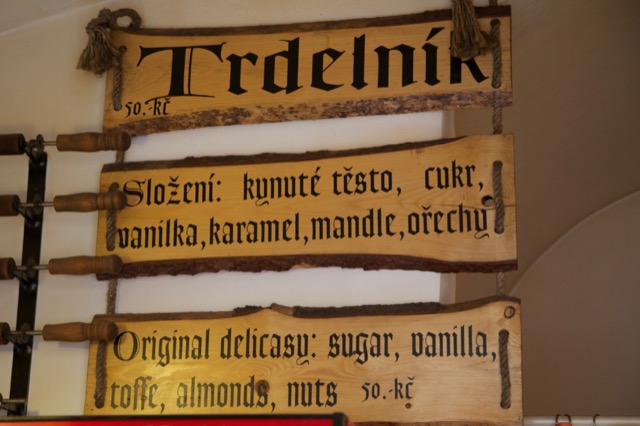 Trdelník
50.-kč
Složení: kynuté těsto, cukr,
vanilka,karamel,mandle,ořechy
Original delicasy: sugar, vanilla,
toffe, almonds, nuts 50.-kč